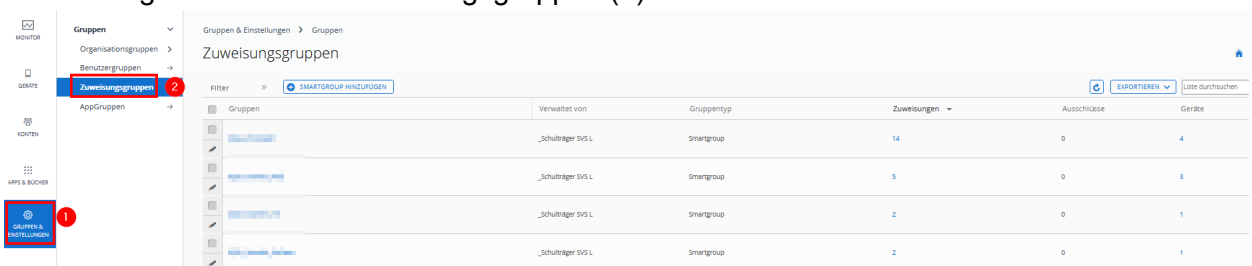 MONITOR
GERÄTE
KONTEN
APPS & BÜCHER
GRUPPEN &
EINSTELLUNGEN
1
Gruppen
Organisationsgruppen
Benutzergruppen
Zuweisungsgruppen
2
AppGruppen
Gruppen & Einstellungen > Gruppen
Zuweisungsgruppen
Filter » SMARTGROUP HINZUFÜGEN EXPORTIEREN Liste durchsuchen
Gruppen Verwaltet von Gruppentyp Zuweisungen Ausschlüsse Geräte
_Schulträger SVS L Smartgroup 14 0 4
_Schulträger SVS L Smartgroup 5 0 3
_Schulträger SVS L Smartgroup 2 0 1
_Schulträger SVS L Smartgroup 2 0 1